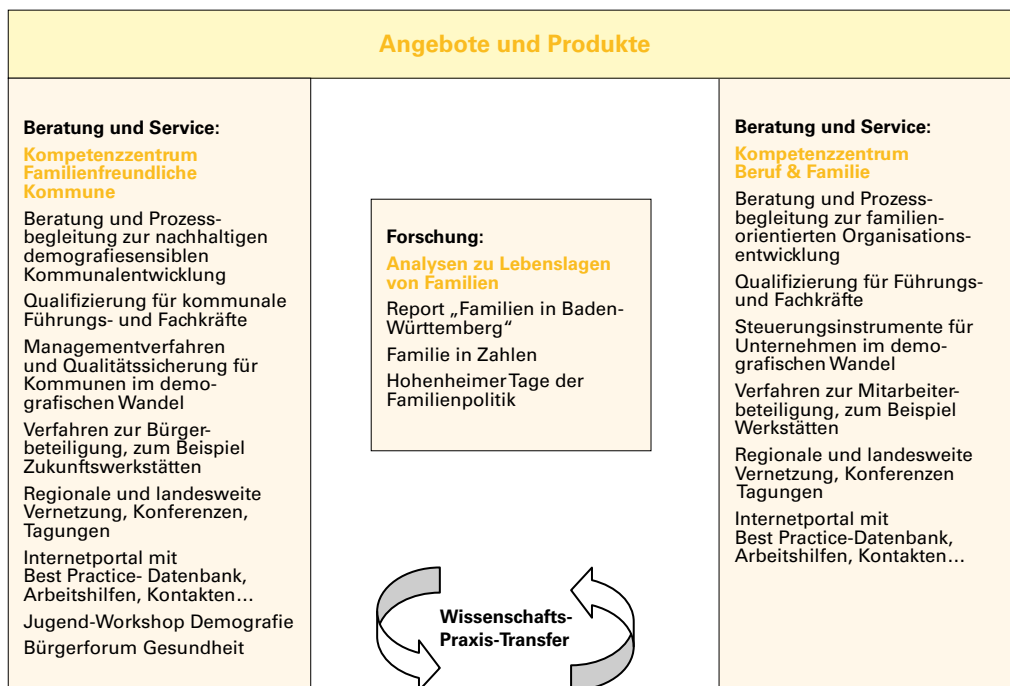 Angebote und Produkte
Beratung und Service:
Kompetenzzentrum
Familienfreundliche
Kommune
Beratung und Prozess-
begleitung zur nachhaltigen
demografiesensiblen
Kommunalentwicklung
Qualifizierung für kommunale
Führungs- und Fachkräfte
Managementverfahren
und Qualitätssicherung für
Kommunen im demo-
grafischen Wandel
Verfahren zur Bürger-
beteiligung, zum Beispiel
Zukunftswerkstätten
Regionale und landesweite
Vernetzung, Konferenzen,
Tagungen
Internetportal mit
Best Practice- Datenbank,
Arbeitshilfen, Kontakten…
Jugend-Workshop Demografie
Bürgerforum Gesundheit
Forschung:
Analysen zu Lebenslagen
von Familien
Report „Familien in Baden-
Württemberg“
Familie in Zahlen
Hohenheimer Tage der
Familienpolitik
Wissenschafts-
Praxis-Transfer
Beratung und Service:
Kompetenzzentrum
Beruf & Familie
Beratung und Prozess-
begleitung zur familien-
orientierten Organisations-
entwicklung
Qualifizierung für Führungs-
und Fachkräfte
Steuerungsinstrumente für
Unternehmen im demo-
grafischen Wandel
Verfahren zur Mitarbeiter-
beteiligung, zum Beispiel
Werkstätten
Regionale und landesweite
Vernetzung, Konferenzen
Tagungen
Internetportal mit
Best Practice-Datenbank,
Arbeitshilfen, Kontakten…